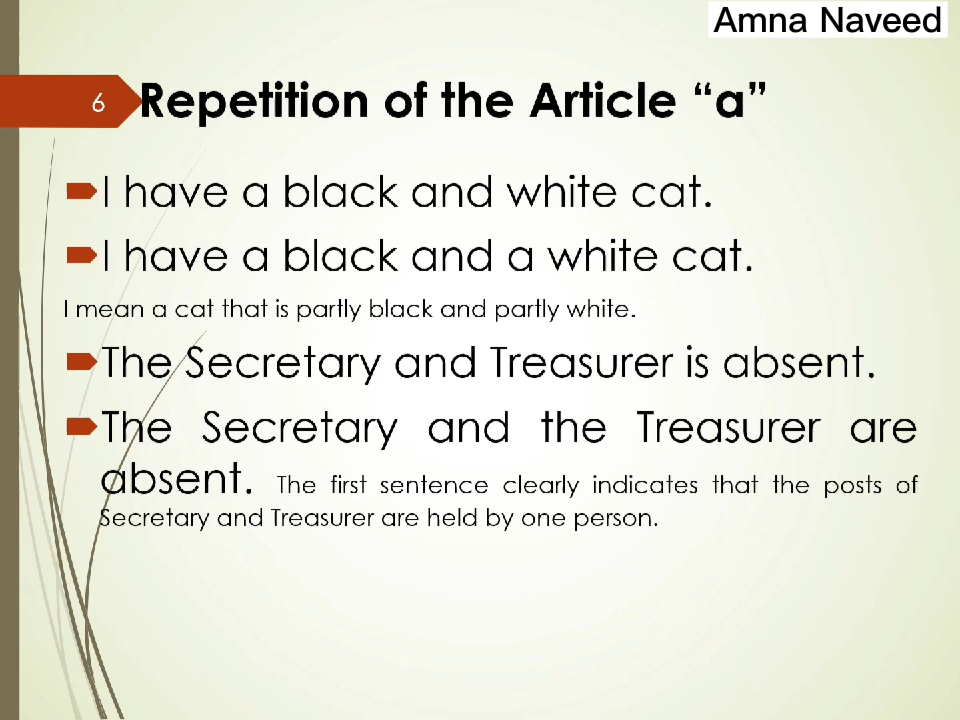 Amna Naveed
6
Repetition of the Article “a”
I have a black and white cat.
I have a black and a white cat.
I mean a cat that is partly black and partly white.
The Secretary and Treasurer is absent.
The Secretary and the Treasurer are
absent. The first sentence clearly indicates that the posts of
Secretary and Treasurer are held by one person.